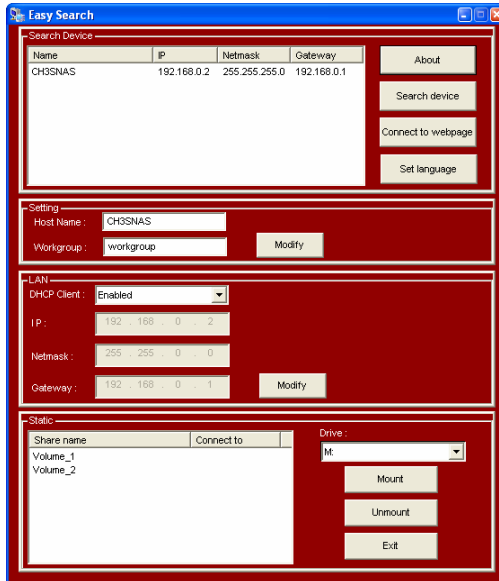 Easy Search
Search Device
Name IP Netmask Gateway
CH3SNAS 192.168.0.2 255.255.255.0 192.168.0.1
About
Search device
Connect to webpage
Set language
Setting
Host Name : CH3SNAS
Workgroup : workgroup
Modify
LAN
DHCP Client : Enabled
I P : 192 . 168 . 0 . 2
Netmask : 255 . 255 . 0 . 0
Gateway : 192 . 168 . 0 . 1
Modify
Static
Share name Connect to
Volume_1
Volume_2
Drive :
M:
Mount
Unmount
Exit